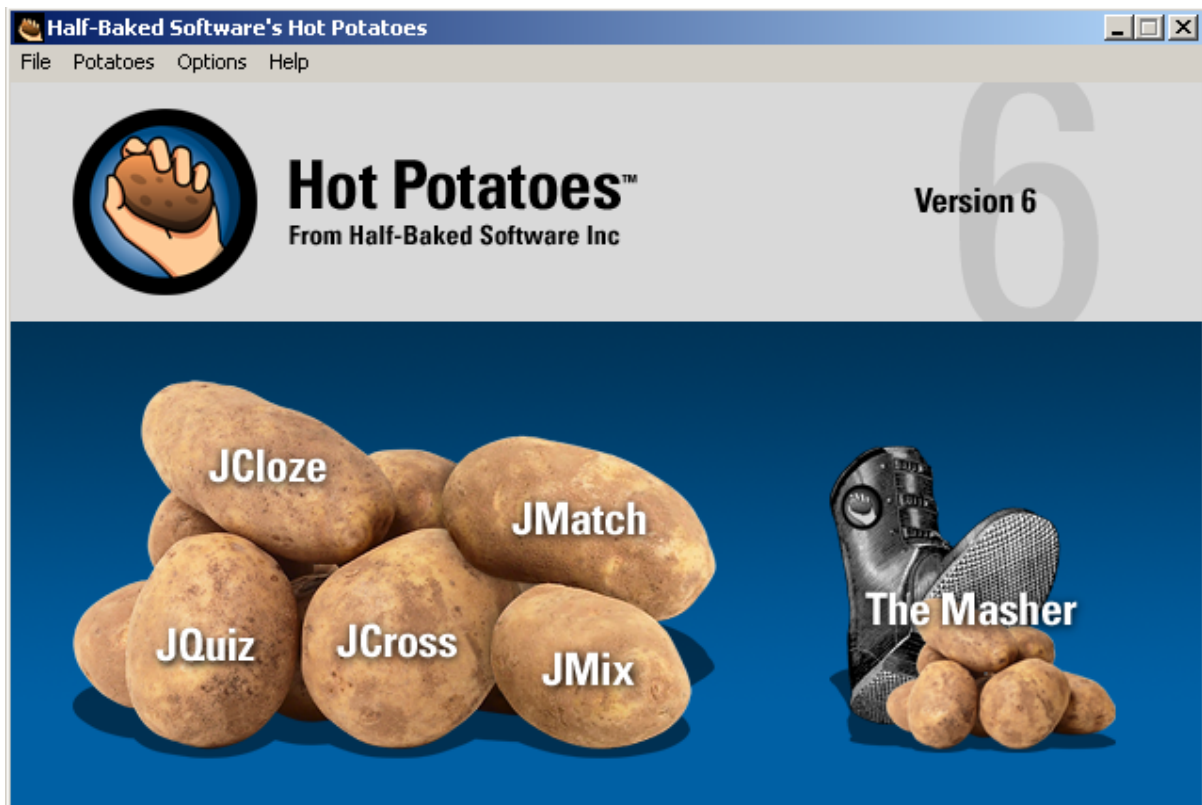 Half-Baked Software's Hot Potatoes
File Potatoes Options Help
Hot Potatoes™
From Half-Baked Software Inc
Version 6
6
JCloze
JMatch
JQuiz
JCross
JMix
The Masher